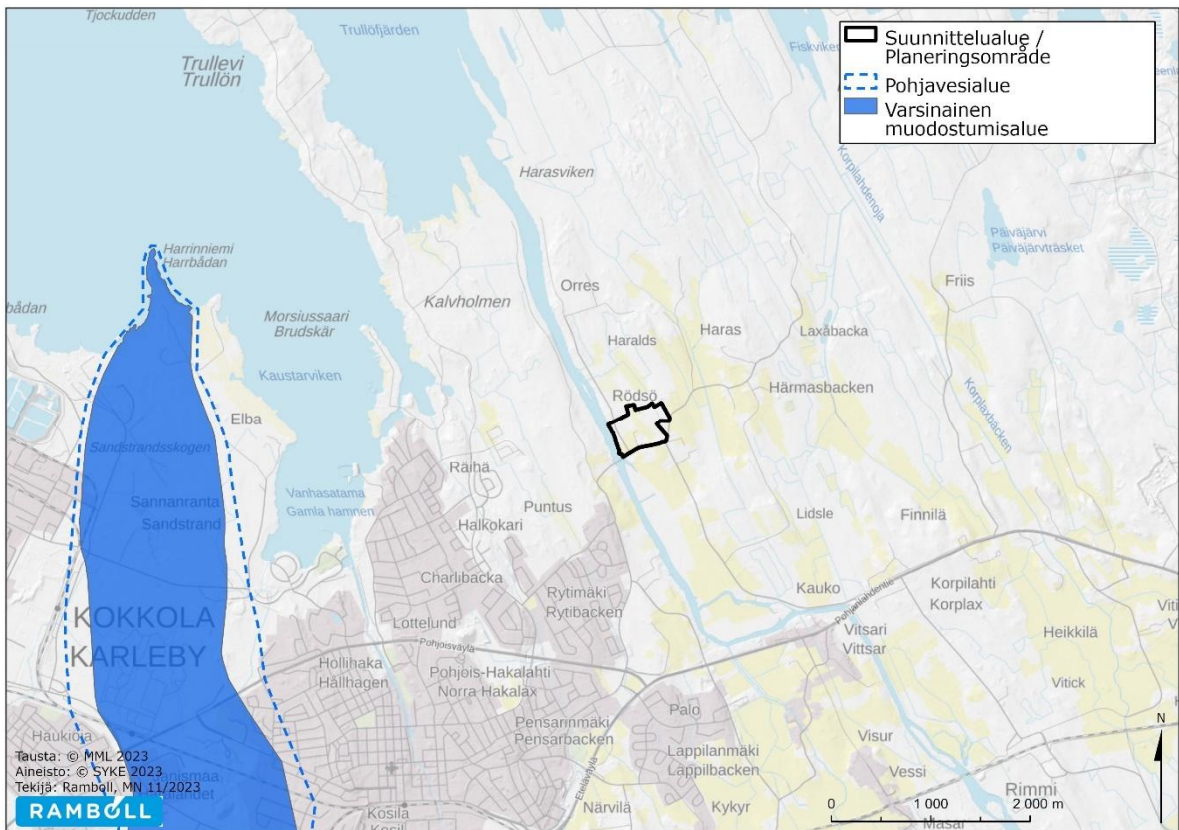 Tjockudden
Trullevi
Trullön
Trullöfjärden
Fiskviken
Suunnittelualue /
Planeringsområde
Pohjavesialue
Varsinainen
muodostumisalue
Harasviken
Korpilahdenoja
Päiväjärvi
Päiväjärvträsket
Harrinniemi
Harrbådan
Orres
Friis
Kalvholmen
Morsiussaari
Brudskär
Haralds
Haras
Laxåbacka
Kaustarviken
Rödsö
Härmasbacken
Korplaxbäcken
Elba
Sandstrandsskogen
Räihä
Sannanranta
Sandstrand
Vanhasatama
Gamla hamnen
Puntus
Halkokari
Lidsle
Finnilä
Charlibacka
Rytimäki
Rytibacken
Kauko
Pohjanlahdentie
Korpilahti
Korplax
KOKKOLA
KARLEBY
Lottelund
Pohjoisväylä
Vitsari
Vittsar
Heikkilä
Hollihaka
Hållhagen
Pohjois-Hakalahti
Norra Hakalax
Vitick
Pensarinmäki
Pensarbacken
Palo
Haukioja
Visur
Lappilanmäki
Lappilbacken
Eteläväylä
Vessi
Rimmi
Närvilä
Kykyr
Kosila
Tausta: © MML 2023
Aineisto: © SYKE 2023
Tekijä: Ramboll, MN 11/2023
RAMBOLL
N
0 1 000 2 000 m